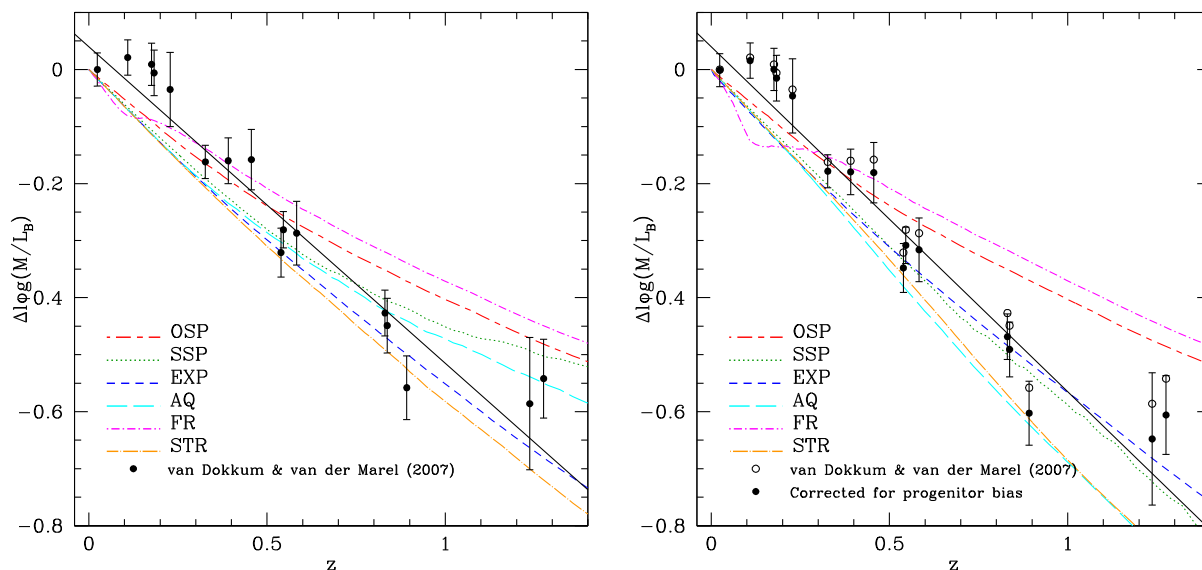 0
−0.2
−0.4
−0.6
−0.8
Δlog(M/L_B)
OSP
SSP
EXP
AQ
FR
STR
van Dokkum & van der Marel (2007)
0
0.5
1
z
0
−0.2
−0.4
−0.6
−0.8
Δlog(M/L_B)
OSP
SSP
EXP
AQ
FR
STR
van Dokkum & van der Marel (2007)
Corrected for progenitor bias
0
0.5
1
z